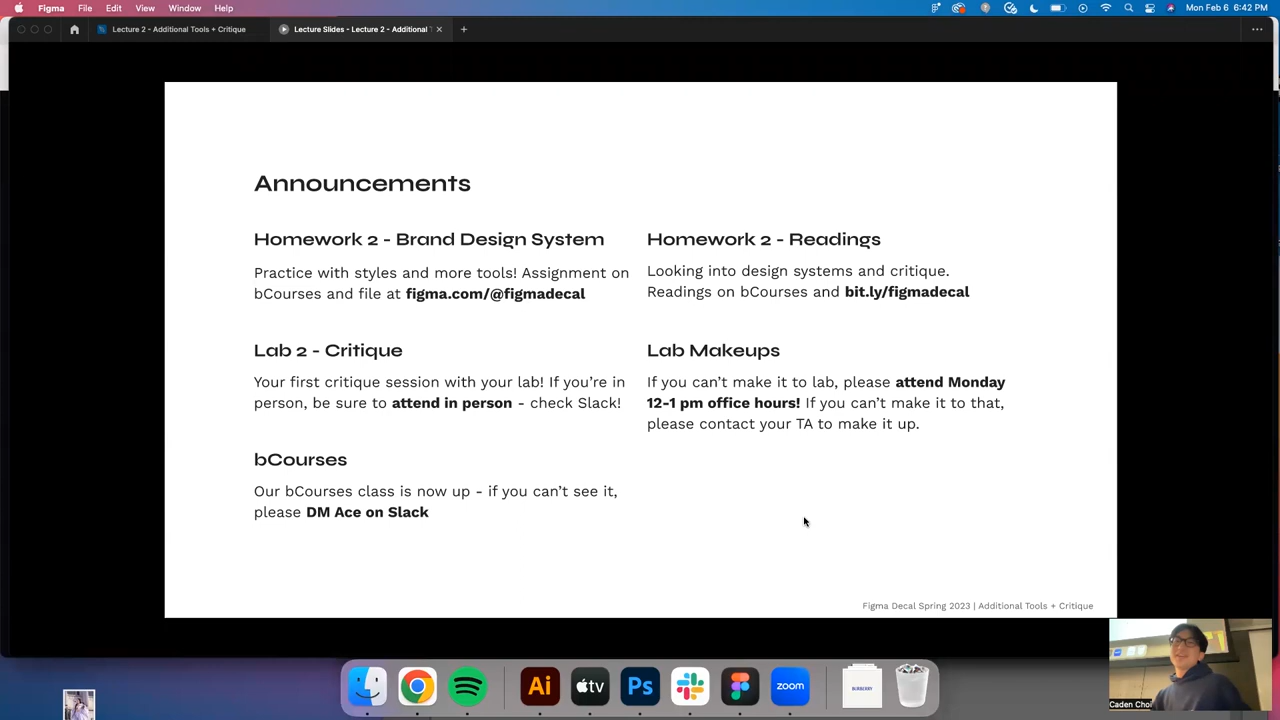 Figma File Edit View Window Help
Mon Feb 6 6:42 PM
Lecture 2 - Additional Tools + Critique
Lecture Slides - Lecture 2 - Additional
Announcements
Homework 2 - Brand Design System
Practice with styles and more tools! Assignment on
bCourses and file at figma.com/@figmadecal
Homework 2 - Readings
Looking into design systems and critique.
Readings on bCourses and bit.ly/figmadecal
Lab 2 - Critique
Your first critique session with your lab! If you're in
person, be sure to attend in person - check Slack!
Lab Makeups
If you can't make it to lab, please attend Monday
12-1 pm office hours! If you can't make it to that,
please contact your TA to make it up.
bCourses
Our bCourses class is now up - if you can't see it,
please DM Ace on Slack
Figma Decal Spring 2023 | Additional Tools + Critique
Caden Choi
Ai
tv
Ps
zoom
BURBERRY